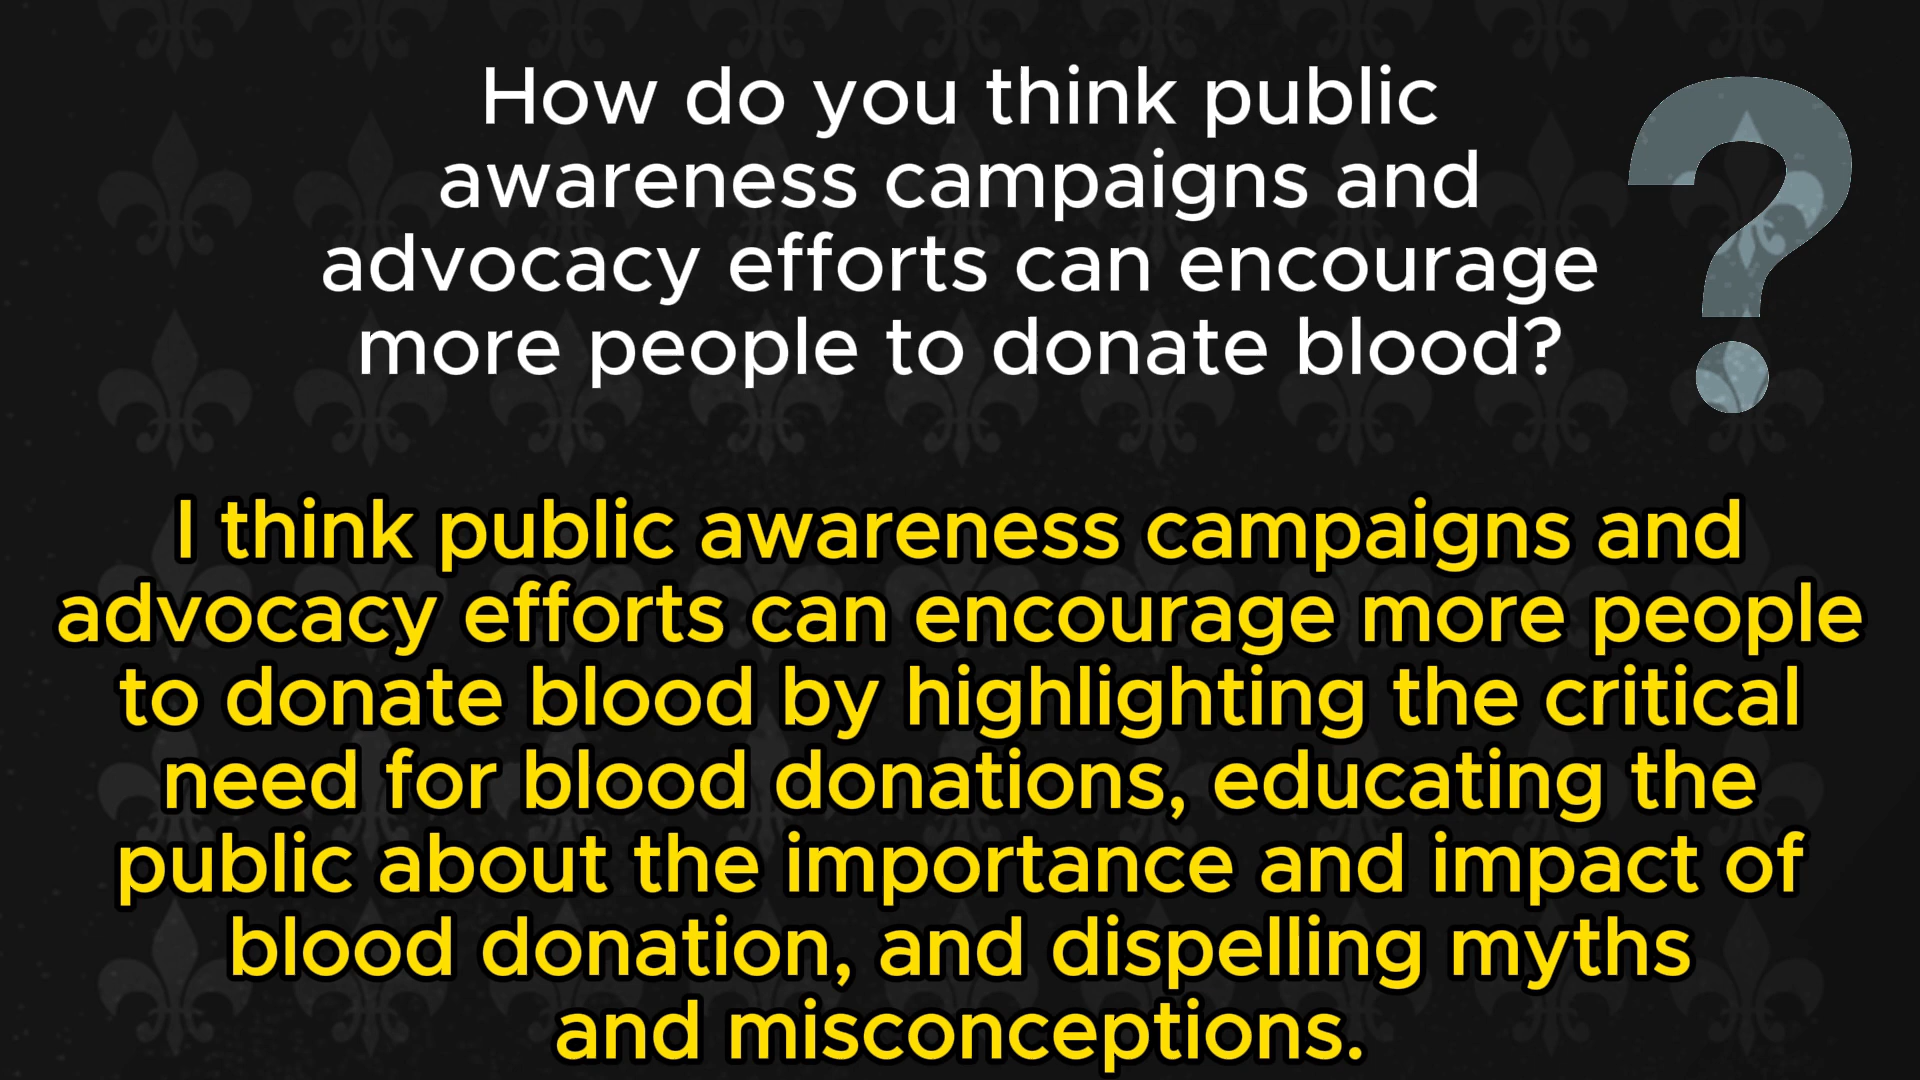 How do you think public
awareness campaigns and
advocacy efforts can encourage
more people to donate blood?
?
I think public awareness campaigns and
advocacy efforts can encourage more people
to donate blood by highlighting the critical
need for blood donations, educating the
public about the importance and impact of
blood donation, and dispelling myths
and misconceptions.